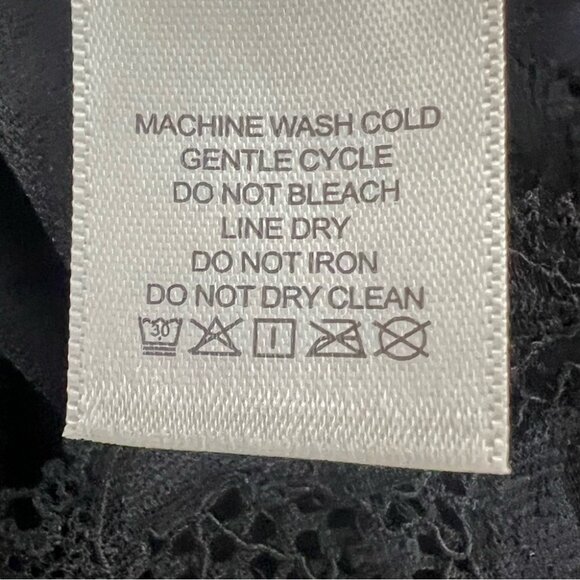 MACHINE WASH COLD
GENTLE CYCLE
DO NOT BLEACH
LINE DRY
DO NOT IRON
DO NOT DRY CLEAN
30